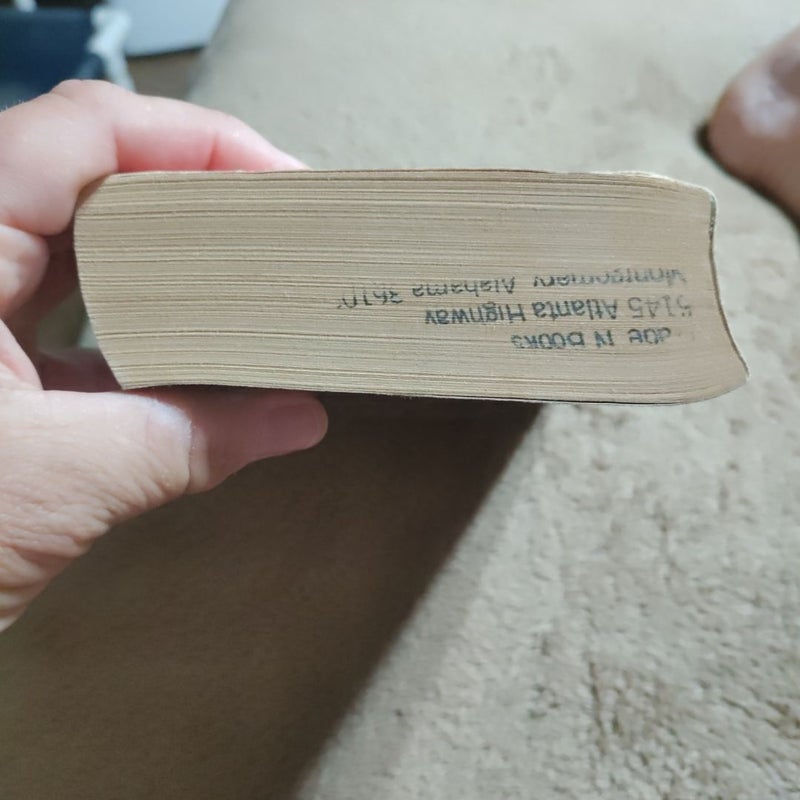 N Books
5145 Atlanta Highway
Montgomery, Alabama